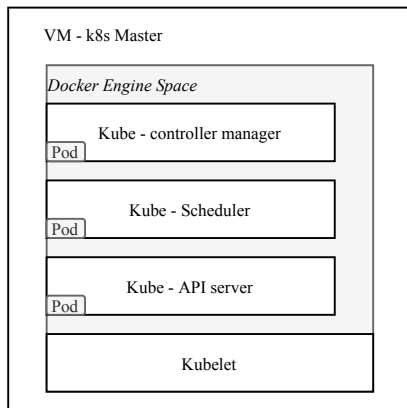 VM - k8s Master
Docker Engine Space
Kube - controller manager
Pod
Kube - Scheduler
Pod
Kube - API server
Pod
Kubelet